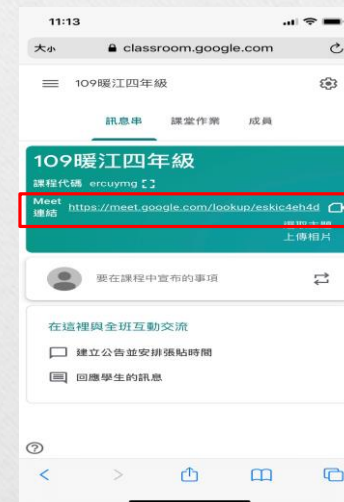 11:13
大小 classroom.google.com
109暖江四年級
訊息串 課堂作業 成員
109暖江四年級
課程代碼 ercuymg
Meet
連結 https://meet.google.com/lookup/eskic4eh4d
選取主題
上傳相片
要在課程中宣布的事項
在這裡與全班互動交流
建立公告並安排張貼時間
回應學生的訊息